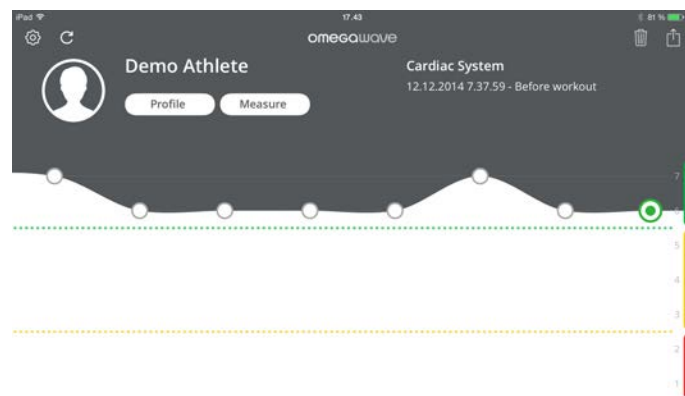 iPad 17.43 81 %
omegawave
Demo Athlete Cardiac System
12.12.2014 7.37.59 - Before workout
Profile Measure
7
6
5
4
3
2
1